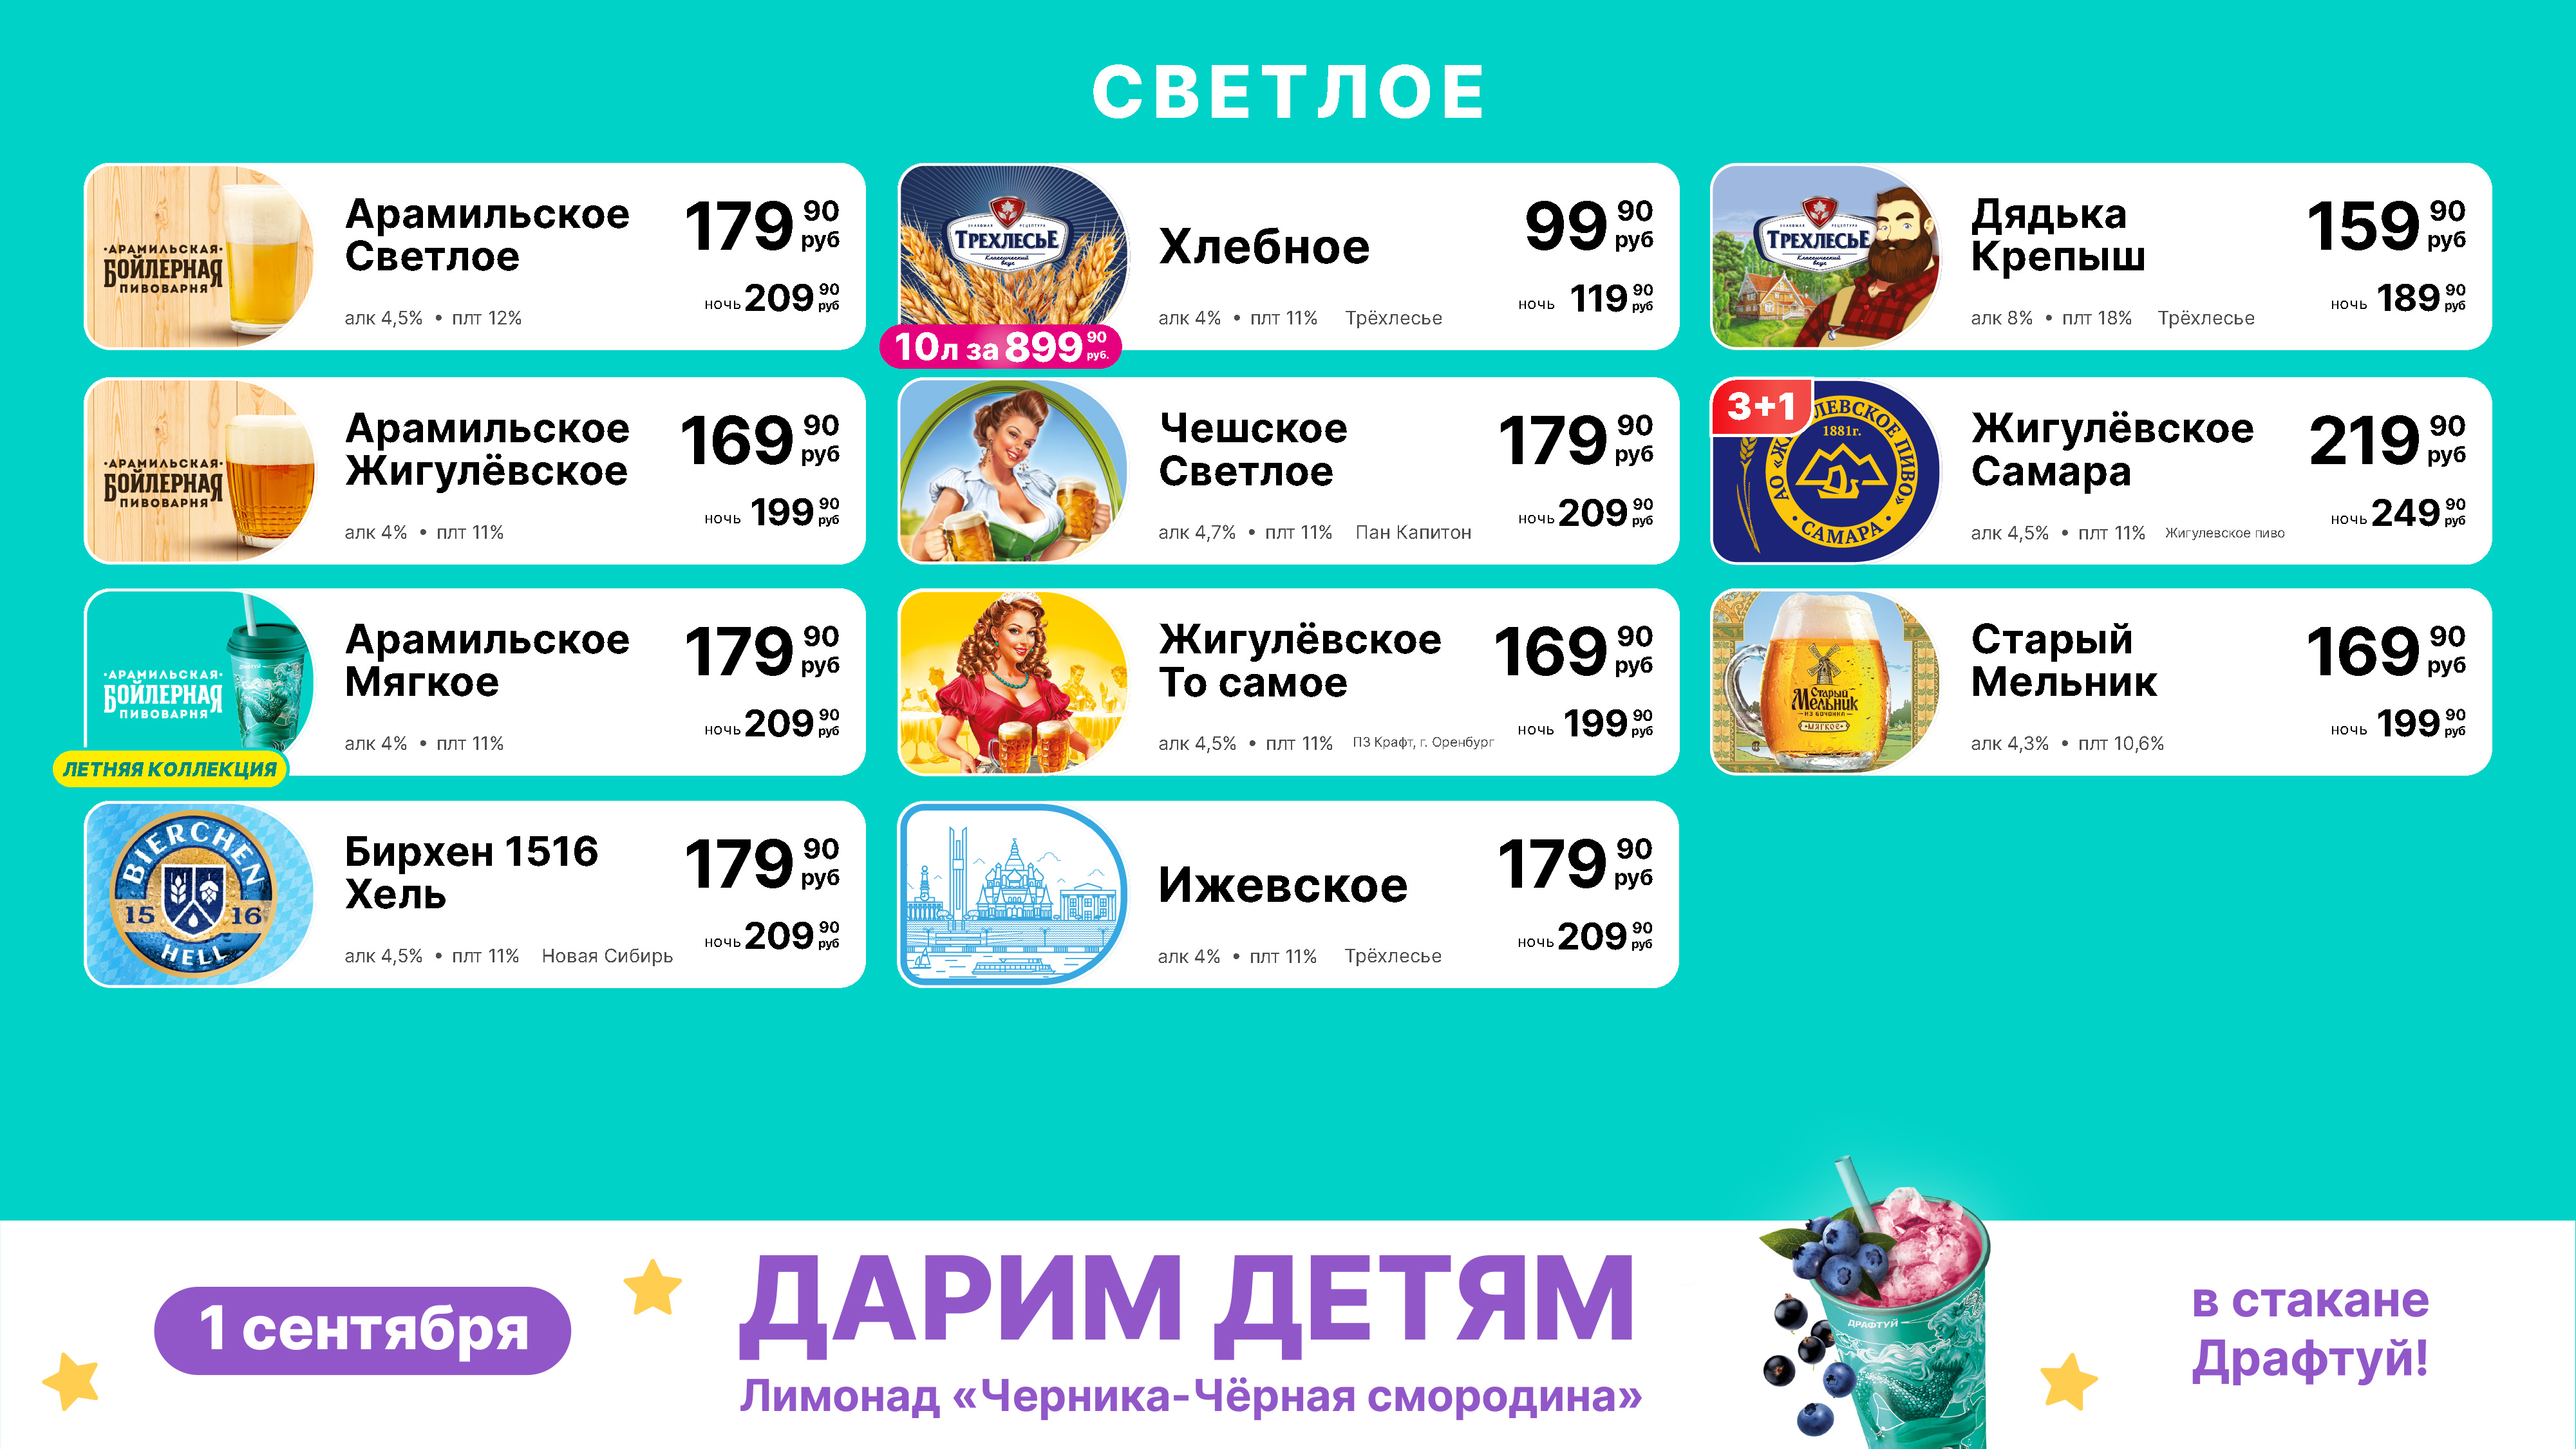 СВЕТЛОЕ
·АРАМИЛЬСКАЯ·
БОЙЛЕРНАЯ
ПИВОВАРНЯ
Арамильское
Светлое
179 90 руб
ночь 209 90 руб
алк 4,5% • плт 12%
ТРЕХЛЕСЬЕ
Классический
вкус
Хлебное
99 90 руб
ночь 119 90 руб
алк 4% • плт 11% Трёхлесье
10л за 899 90 руб.
ТРЕХЛЕСЬЕ
Классический
вкус
Дядька
Крепыш
159 90 руб
ночь 189 90 руб
алк 8% • плт 18% Трёхлесье
·АРАМИЛЬСКАЯ·
БОЙЛЕРНАЯ
ПИВОВАРНЯ
Арамильское
Жигулёвское
169 90 руб
ночь 199 90 руб
алк 4% • плт 11%
Чешское
Светлое
179 90 руб
ночь 209 90 руб
алк 4,7% • плт 11% Пан Капитон
3+1
АО «Ж ЛЕВСКОЕ ПИВО»
1881г.
• САМАРА •
Жигулёвское
Самара
219 90 руб
ночь 249 90 руб
алк 4,5% • плт 11% Жигулевское пиво
·АРАМИЛЬСКАЯ·
БОЙЛЕРНАЯ
ПИВОВАРНЯ
ДРАФТУЙ
ЛЕТНЯЯ КОЛЛЕКЦИЯ
Арамильское
Мягкое
179 90 руб
ночь 209 90 руб
алк 4% • плт 11%
Жигулёвское
То самое
169 90 руб
ночь 199 90 руб
алк 4,5% • плт 11% ПЗ Крафт, г. Оренбург
Старый
Мельник
ИЗ БОЧОНКА
•МЯГКОЕ•
Старый
Мельник
169 90 руб
ночь 199 90 руб
алк 4,3% • плт 10,6%
BIERCHEN
15 16
HELL
Бирхен 1516
Хель
179 90 руб
ночь 209 90 руб
алк 4,5% • плт 11% Новая Сибирь
Ижевское
179 90 руб
ночь 209 90 руб
алк 4% • плт 11% Трёхлесье
1 сентября
ДАРИМ ДЕТЯМ
Лимонад «Черника-Чёрная смородина»
ДРАФТУЙ
в стакане
Драфтуй!